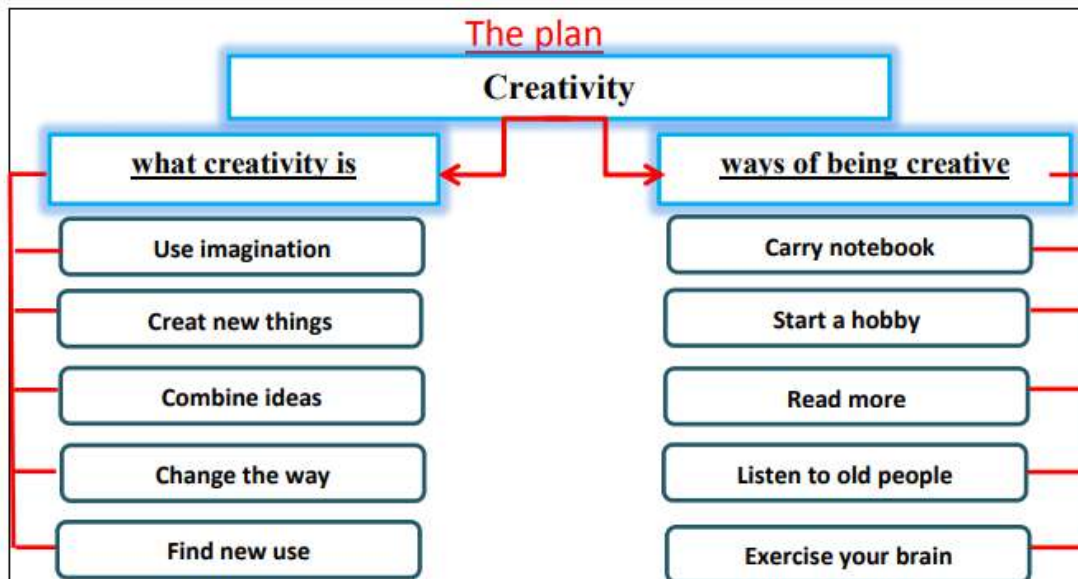 The plan
Creativity
what creativity is
Use imagination
Creat new things
Combine ideas
Change the way
Find new use
ways of being creative
Carry notebook
Start a hobby
Read more
Listen to old people
Exercise your brain